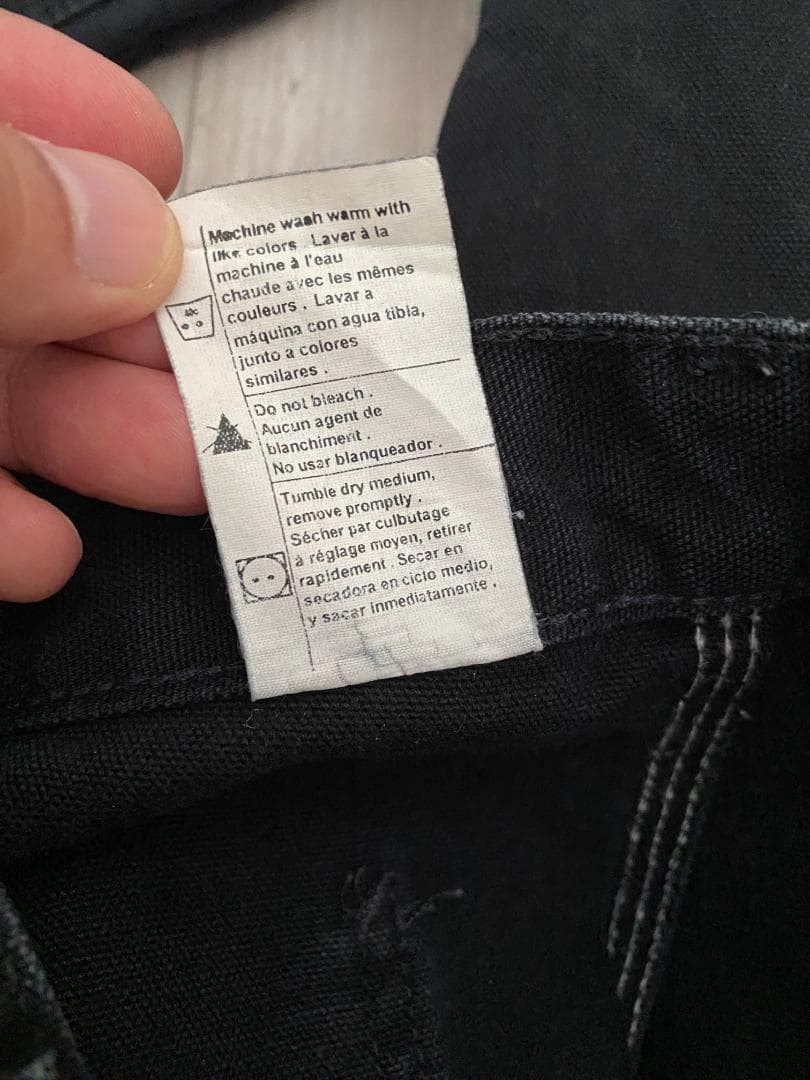 Machine wash warm with
like colors . Laver à la
machine à l'eau
chaude avec les mêmes
couleurs . Lavar a
máquina con agua tibia,
junto a colores
similares .
Do not bleach .
Aucun agent de
blanchiment .
No usar blanqueador .
Tumble dry medium,
remove promptly .
Sécher par culbutage
à réglage moyen, retirer
rapidement . Secar en
secadora en ciclo medio,
y sacar inmediatamente .